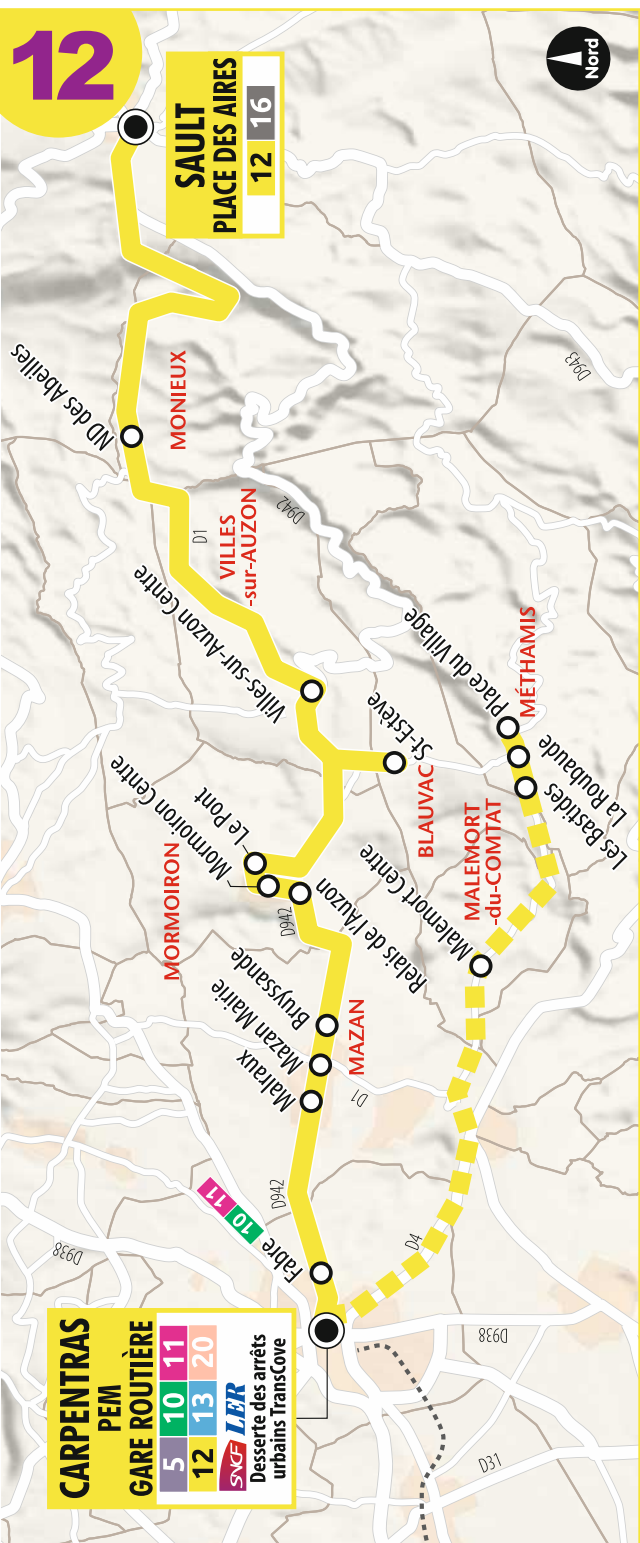 12
Nord
SAULT
PLACE DES AIRES
12 16
ND des Abeilles
MONIEUX
D943
D1
VILLES
-sur-AUZON
D942
Villes-sur-Auzon Centre
Place du Village
MÉTHAMIS
La Roubaude
Les Bastides
St-Estève
BLAUVAC
Le Pont
Mormoiron Centre
MORMOIRON
Relais de l'Auzon
D942
MALEMORT
-du-COMTAT
Malemort Centre
Bruyssande
Mazan Mairie
Malraux
MAZAN
D1
D942
10 11
Fabre
D4
D938
D938
D31
CARPENTRAS
PEM
GARE ROUTIÈRE
5 10 11
12 13 20
SNCF LER
Desserte des arrêts
urbains TransCove